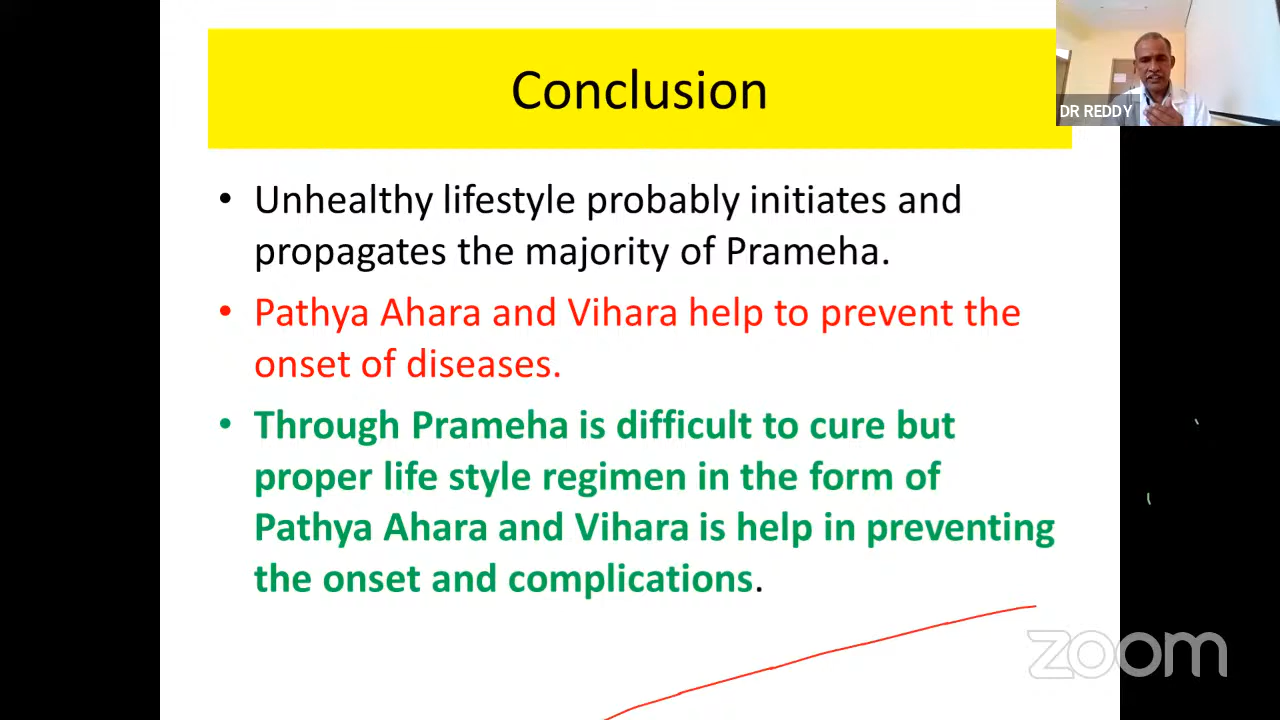 Conclusion
DR REDDY
• Unhealthy lifestyle probably initiates and
propagates the majority of Prameha.
• Pathya Ahara and Vihara help to prevent the
onset of diseases.
• Through Prameha is difficult to cure but
proper life style regimen in the form of
Pathya Ahara and Vihara is help in preventing
the onset and complications.
zoom